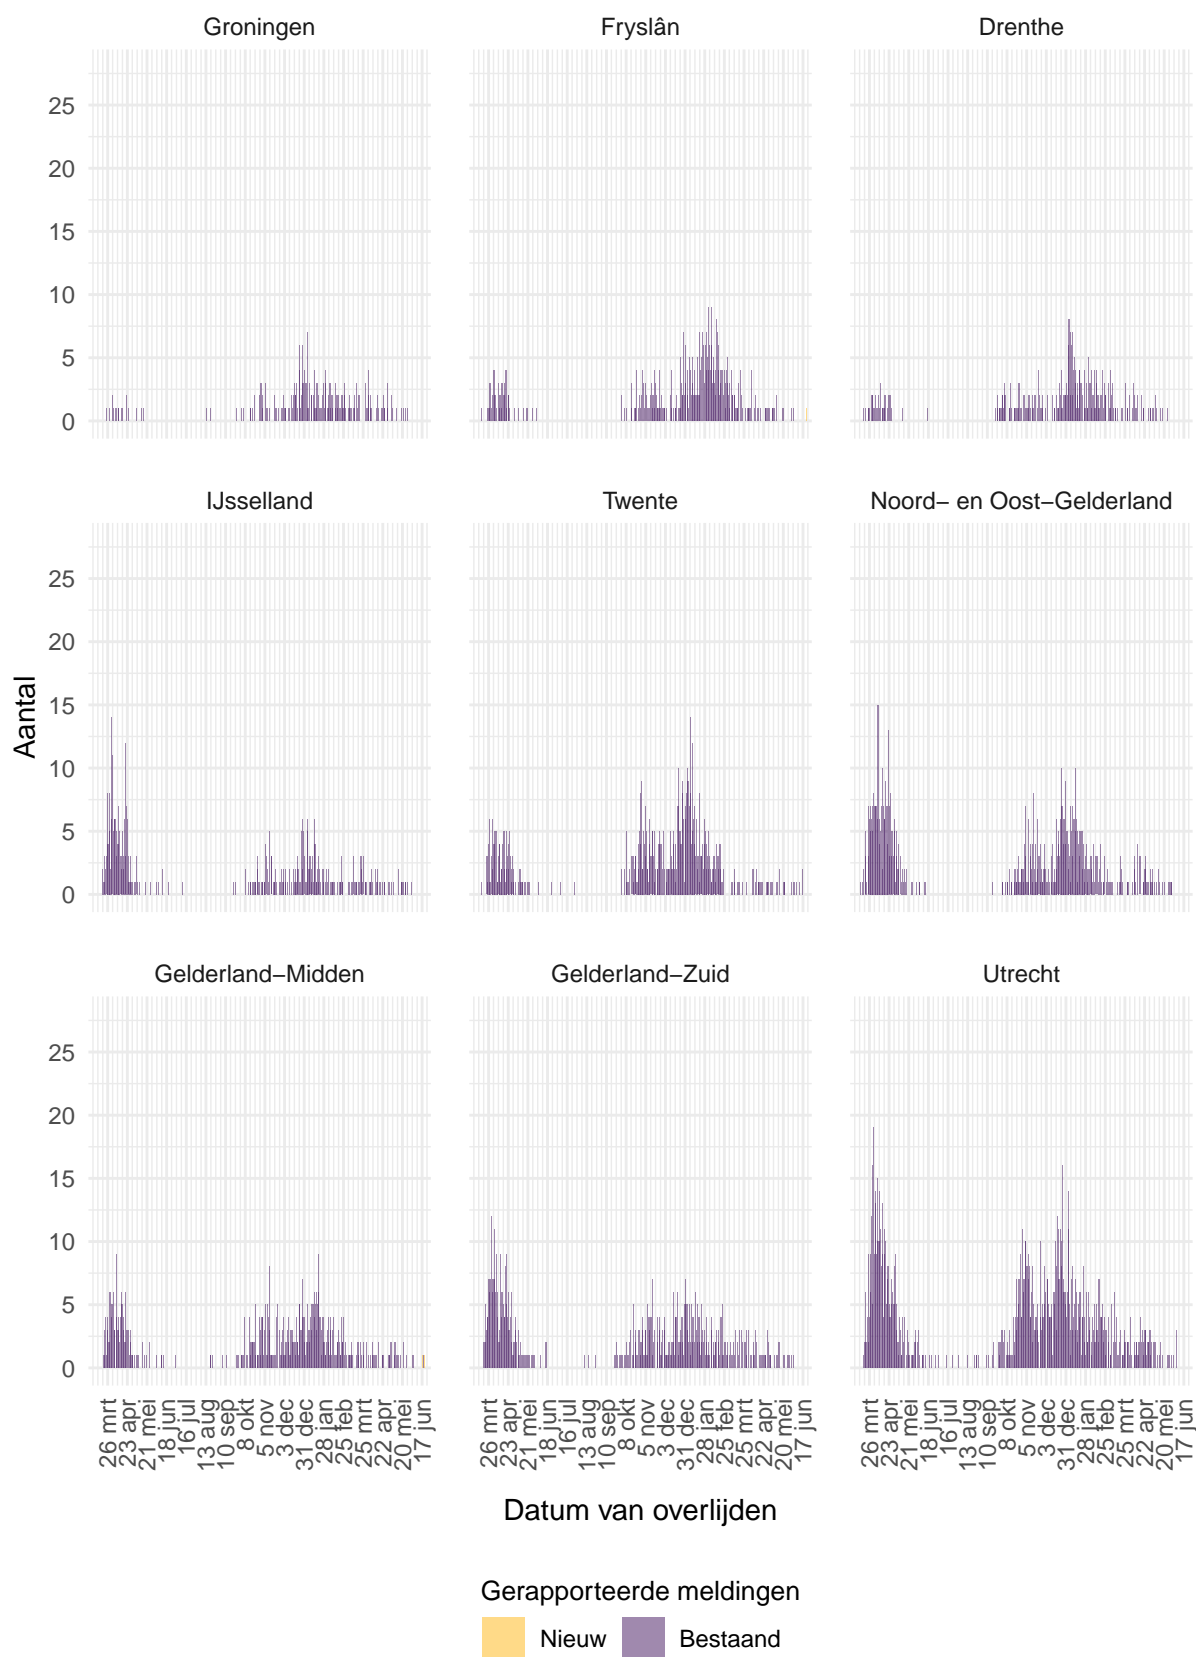 Groningen
Fryslân
Drenthe
25
20
15
10
5
0
IJsselland
Twente
Noord− en Oost−Gelderland
25
20
15
10
5
0
Aantal
Gelderland−Midden
Gelderland−Zuid
Utrecht
25
20
15
10
5
0
26 mrt
23 apr
21 mei
18 jun
16 jul
13 aug
10 sep
8 okt
5 nov
3 dec
31 dec
28 jan
25 feb
25 mrt
22 apr
20 mei
17 jun
26 mrt
23 apr
21 mei
18 jun
16 jul
13 aug
10 sep
8 okt
5 nov
3 dec
31 dec
28 jan
25 feb
25 mrt
22 apr
20 mei
17 jun
26 mrt
23 apr
21 mei
18 jun
16 jul
13 aug
10 sep
8 okt
5 nov
3 dec
31 dec
28 jan
25 feb
25 mrt
22 apr
20 mei
17 jun
Datum van overlijden
Gerapporteerde meldingen
Nieuw
Bestaand